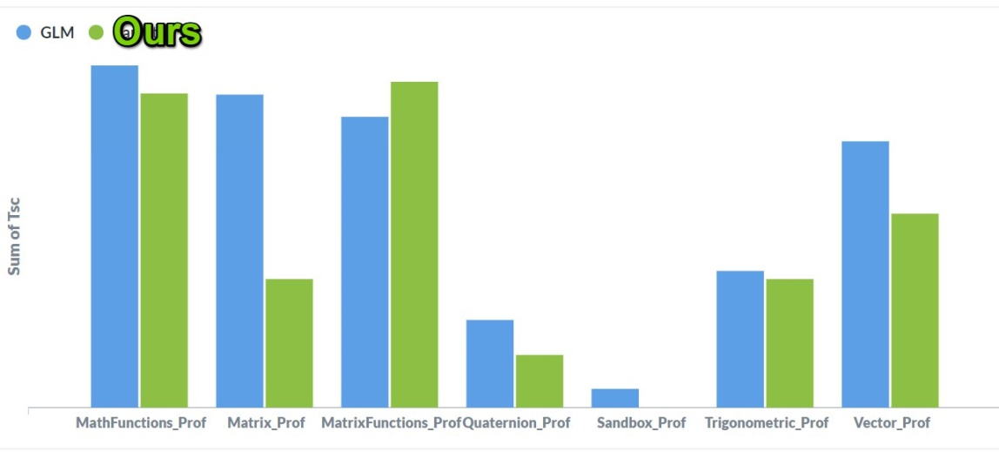 GLM Ours
Sum of Tsc
MathFunctions_Prof Matrix_Prof MatrixFunctions_Prof Quaternion_Prof Sandbox_Prof Trigonometric_Prof Vector_Prof